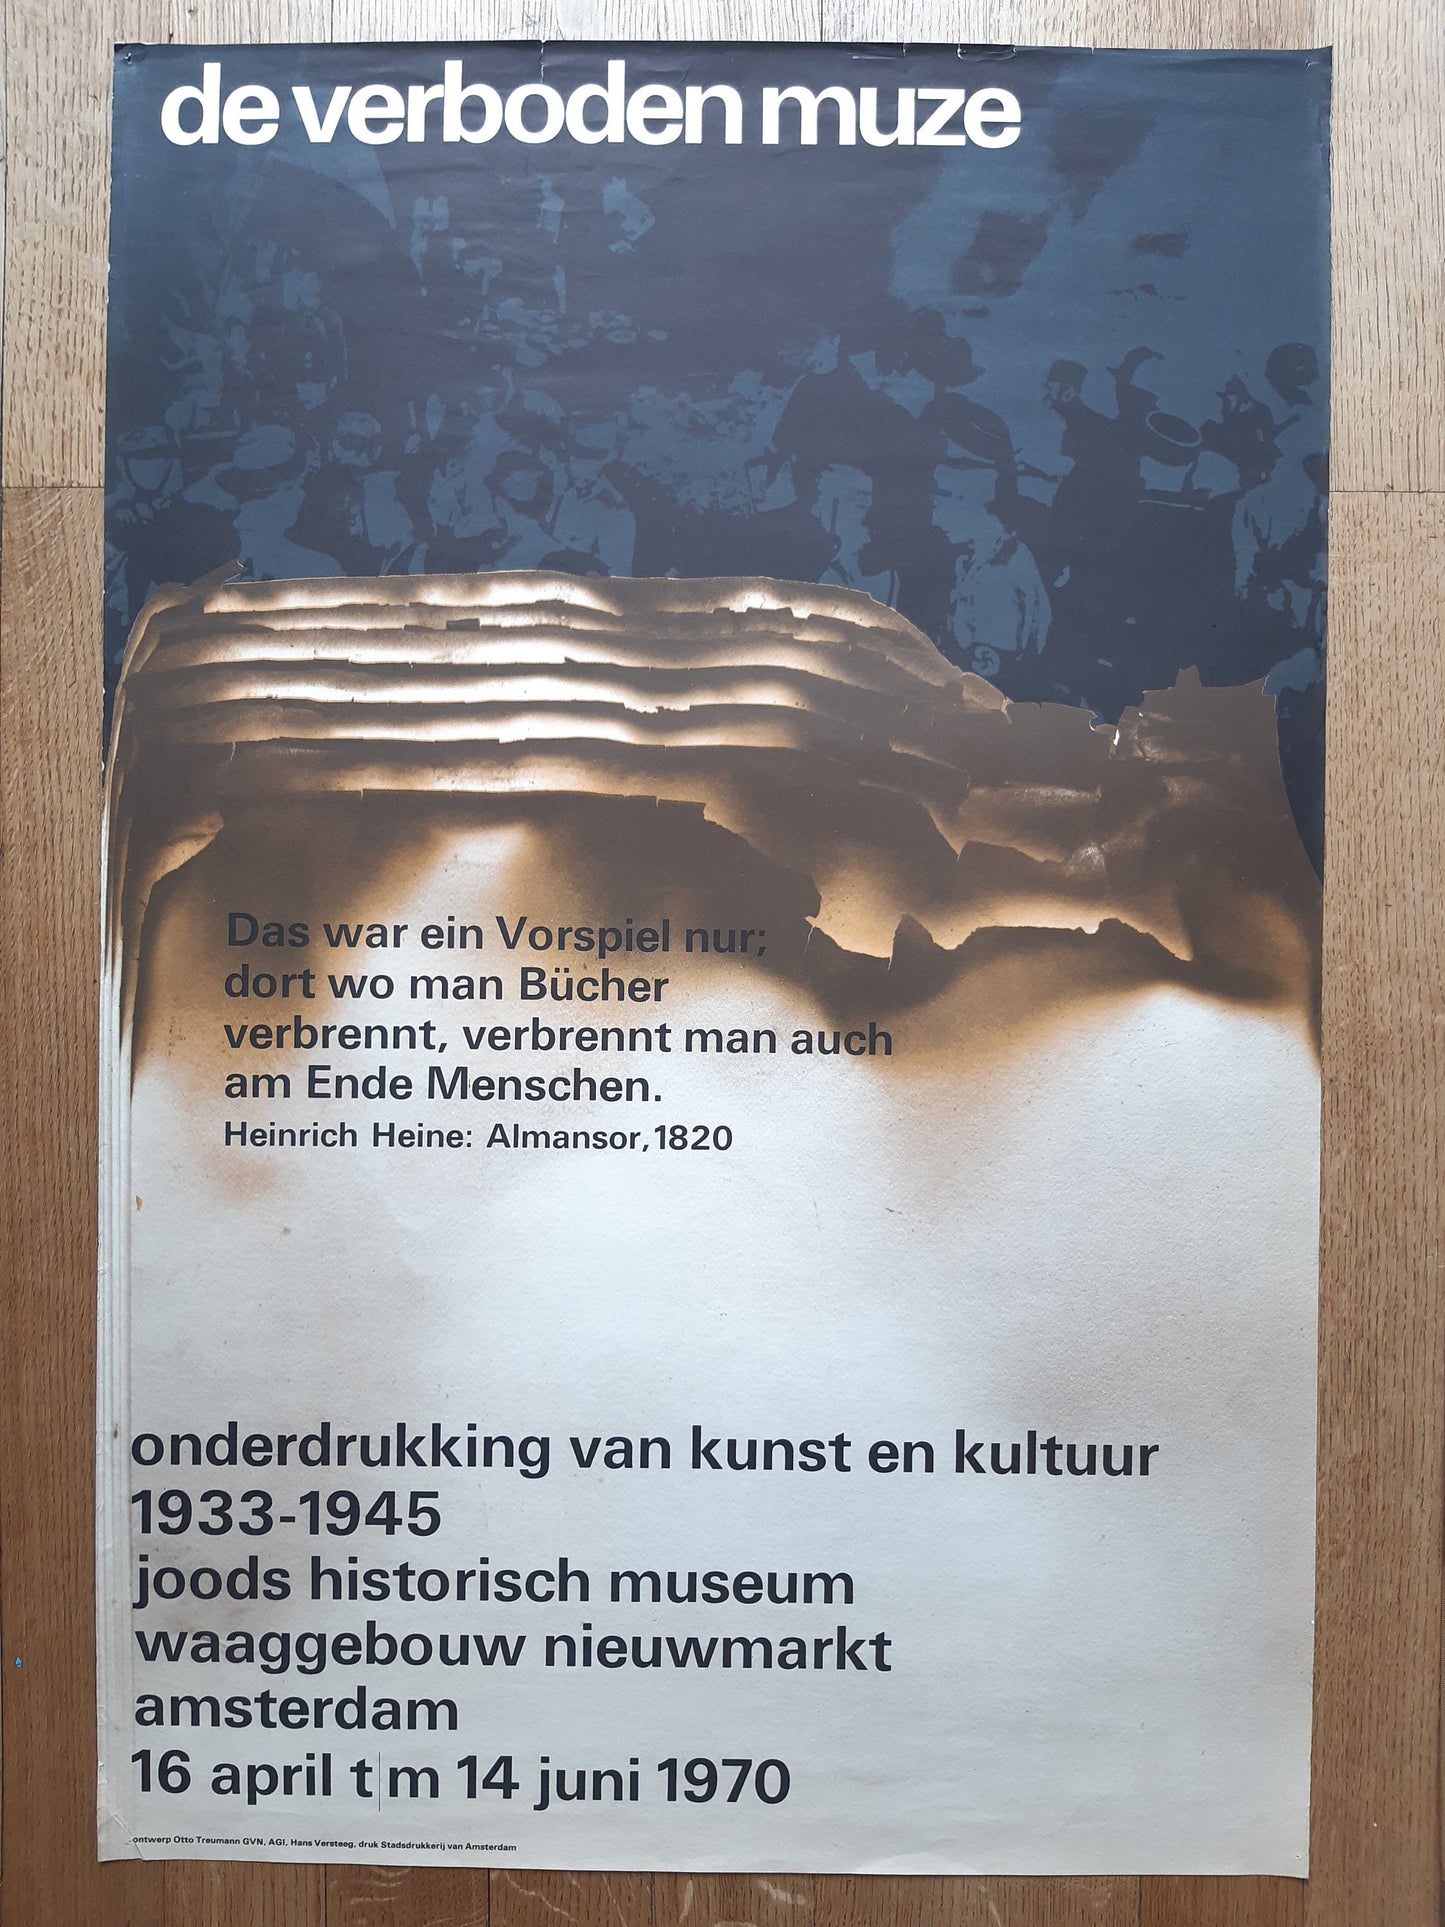 de verboden muze
Das war ein Vorspiel nur;
dort wo man Bücher
verbrennt, verbrennt man auch
am Ende Menschen.
Heinrich Heine: Almansor, 1820
onderdrukking van kunst en kultuur
1933-1945
joods historisch museum
waaggebouw nieuwmarkt
amsterdam
16 april t|m 14 juni 1970
ontwerp Otto Treumann GVN, AGI, Hans Versteeg, druk Stadsdrukkerij van Amsterdam